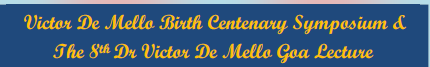 Victor De Mello Birth Centenary Symposium &
The 8th Dr Victor De Mello Goa Lecture